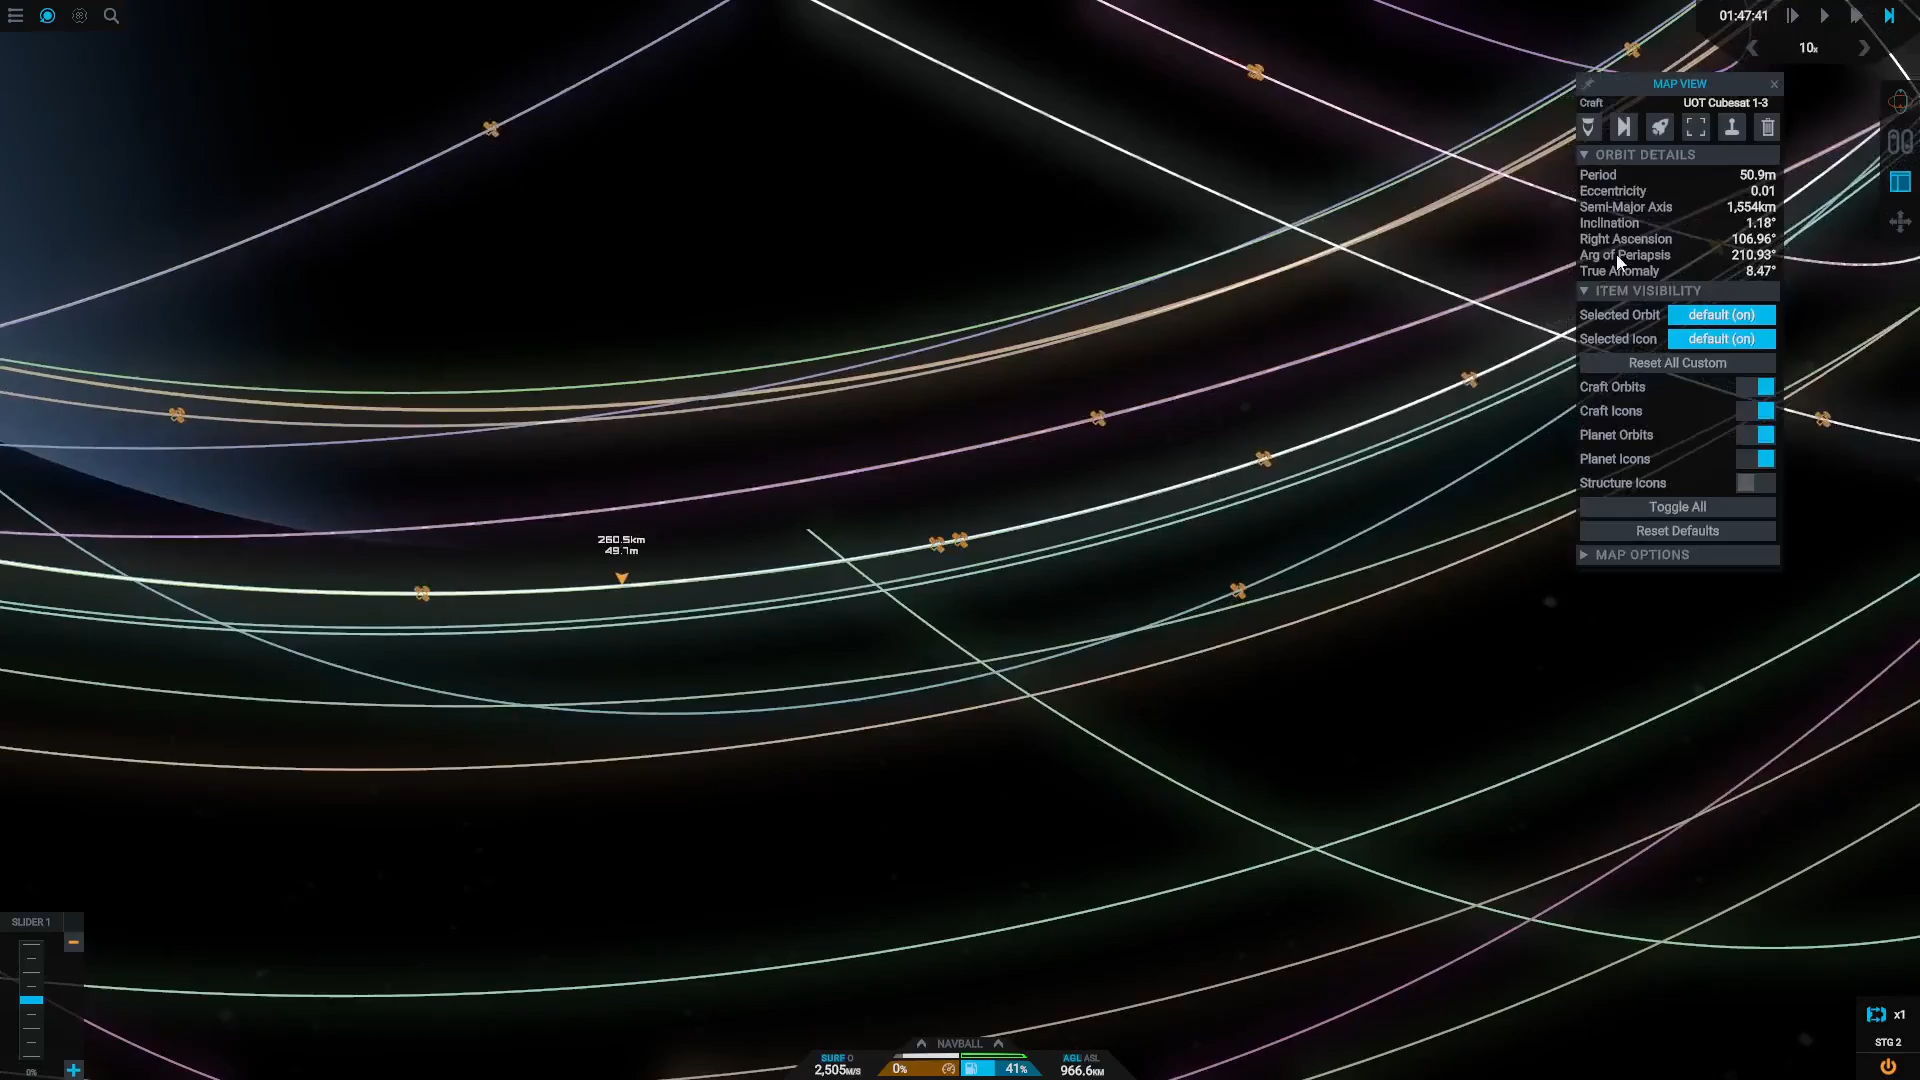 01:47:41
10x
MAP VIEW
Craft UOT Cubesat 1-3
ORBIT DETAILS
Period 50.9m
Eccentricity 0.01
Semi-Major Axis 1,554km
Inclination 1.18°
Right Ascension 106.96°
Arg of Periapsis 210.93°
True Anomaly 8.47°
ITEM VISIBILITY
Selected Orbit default (on)
Selected Icon default (on)
Reset All Custom
Craft Orbits
Craft Icons
Planet Orbits
Planet Icons
Structure Icons
Toggle All
Reset Defaults
MAP OPTIONS
260.5km
49.7m
SLIDER 1
0%
NAVBALL
SURF O
2,505M/S
0%
41%
AGL ASL
966.6KM
x1
STG 2